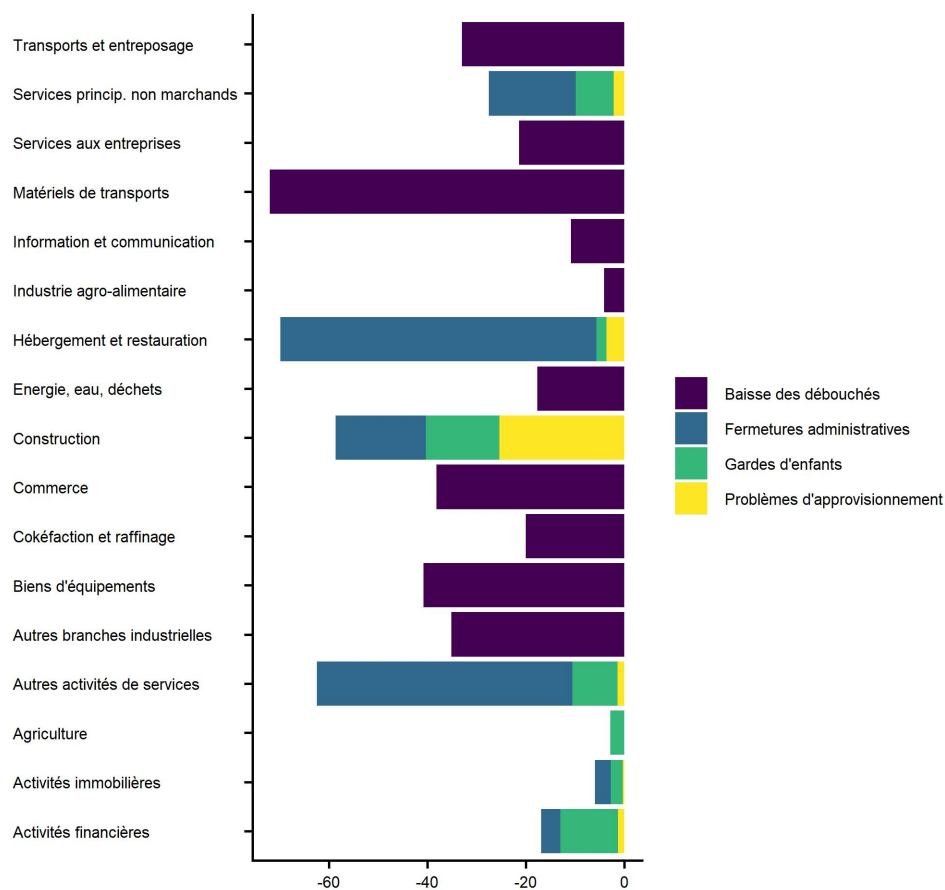 Transports et entreposage
Services princip. non marchands
Services aux entreprises
Matériels de transports
Information et communication
Industrie agro-alimentaire
Hébergement et restauration
Energie, eau, déchets
Construction
Commerce
Cokéfaction et raffinage
Biens d'équipements
Autres branches industrielles
Autres activités de services
Agriculture
Activités immobilières
Activités financières
-60 -40 -20 0
Baisse des débouchés
Fermetures administratives
Gardes d'enfants
Problèmes d'approvisionnement